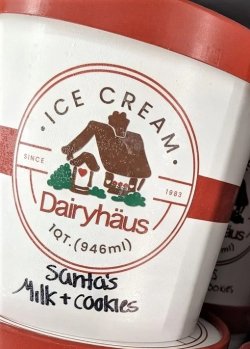 • ICE CREAM •
SINCE 1983
Dairyhäus
1QT. (946ml)
Santa's
Milk + Cookies